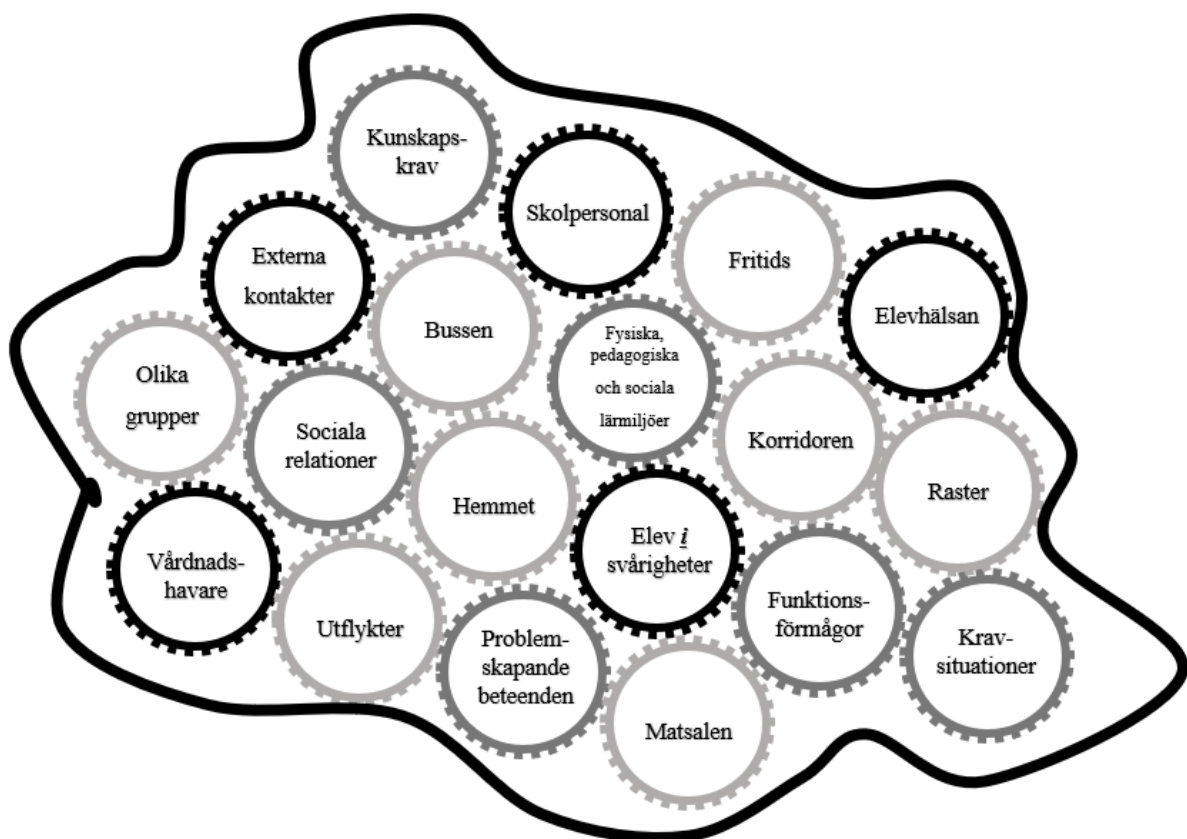 Kunskaps-
krav
Skolpersonal
Fritids
Externa
kontakter
Elevhälsan
Bussen
Fysiska,
pedagogiska
och sociala
lärmiljöer
Olika
grupper
Sociala
relationer
Korridoren
Hemmet
Raster
Elev i
svårigheter
Vårdnads-
havare
Utflykter
Funktions-
förmågor
Problem-
skapande
beteenden
Krav-
situationer
Matsalen